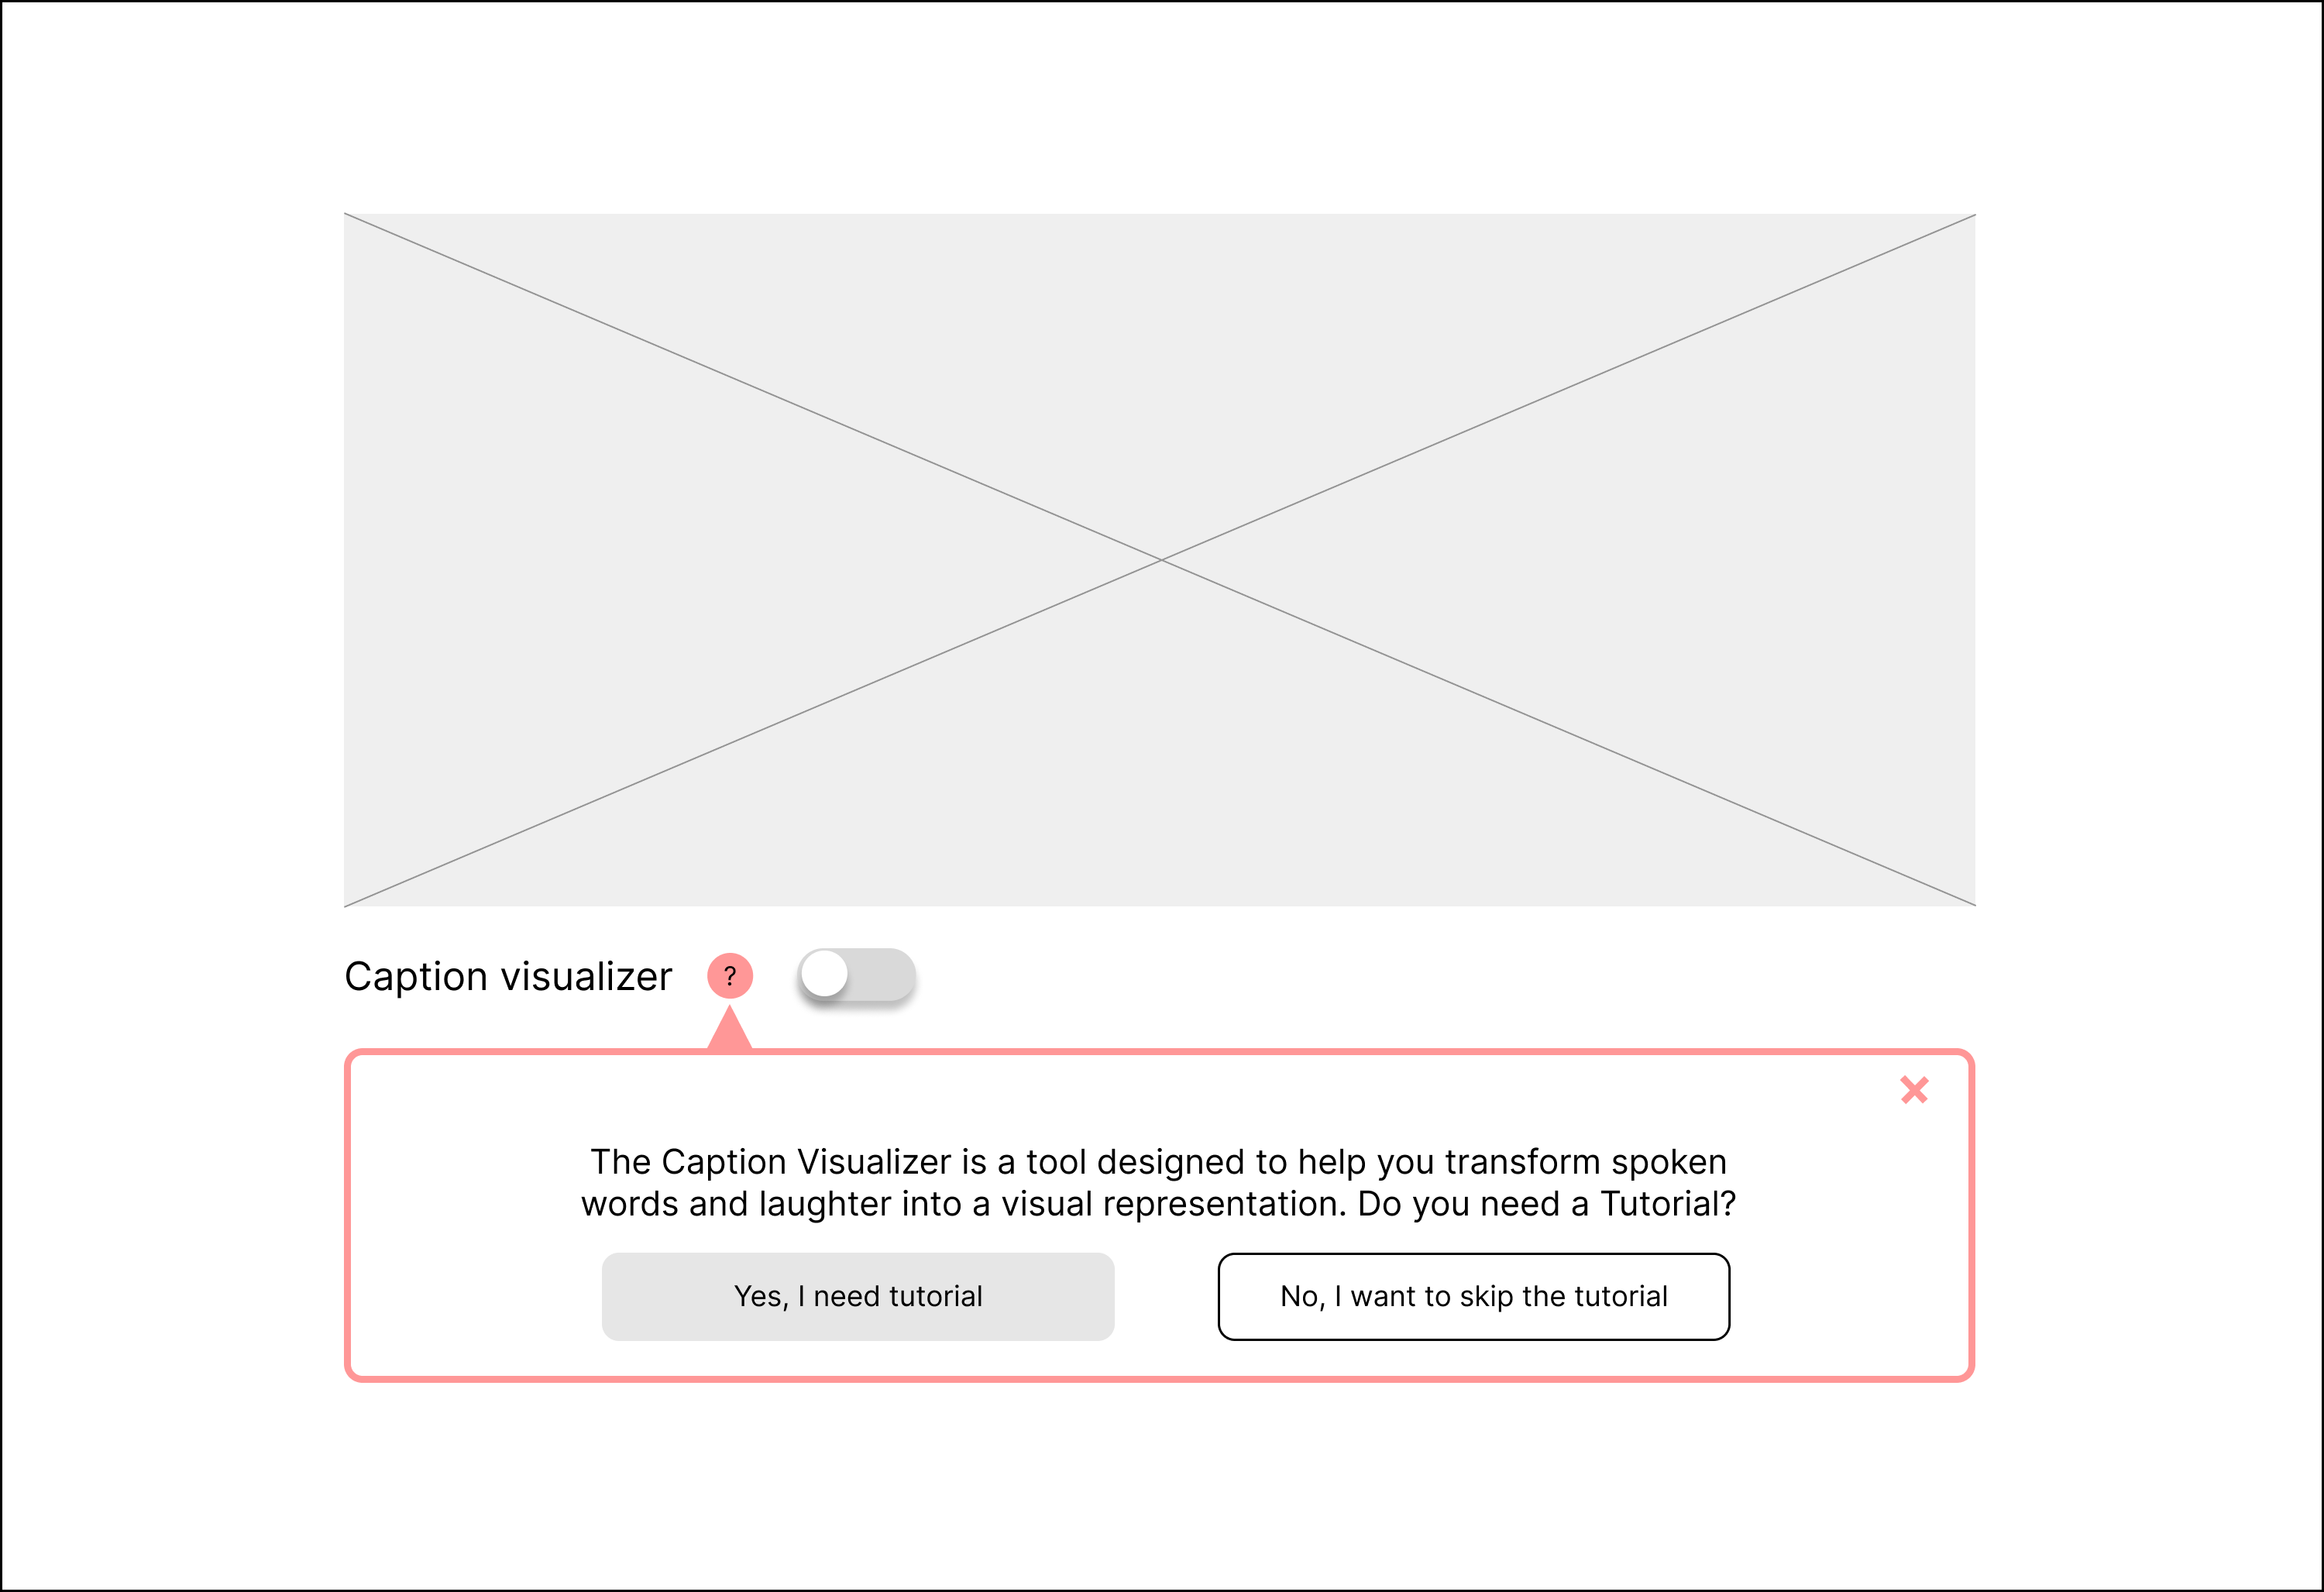 Caption visualizer ?
The Caption Visualizer is a tool designed to help you transform spoken
words and laughter into a visual representation. Do you need a Tutorial?
Yes, I need tutorial
No, I want to skip the tutorial